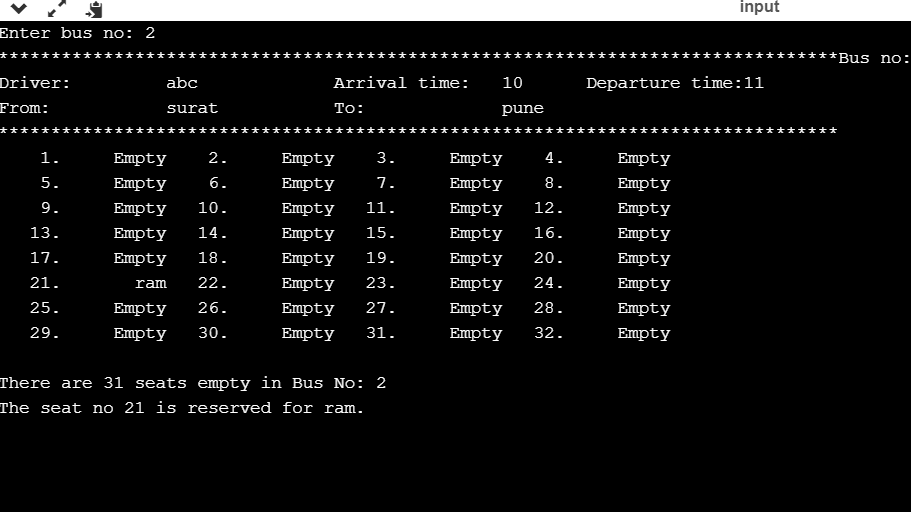 input
Enter bus no: 2
********************************************************************************Bus no:
Driver: abc Arrival time: 10 Departure time:11
From: surat To: pune
********************************************************************************
1. Empty 2. Empty 3. Empty 4. Empty
5. Empty 6. Empty 7. Empty 8. Empty
9. Empty 10. Empty 11. Empty 12. Empty
13. Empty 14. Empty 15. Empty 16. Empty
17. Empty 18. Empty 19. Empty 20. Empty
21. ram 22. Empty 23. Empty 24. Empty
25. Empty 26. Empty 27. Empty 28. Empty
29. Empty 30. Empty 31. Empty 32. Empty
There are 31 seats empty in Bus No: 2
The seat no 21 is reserved for ram.